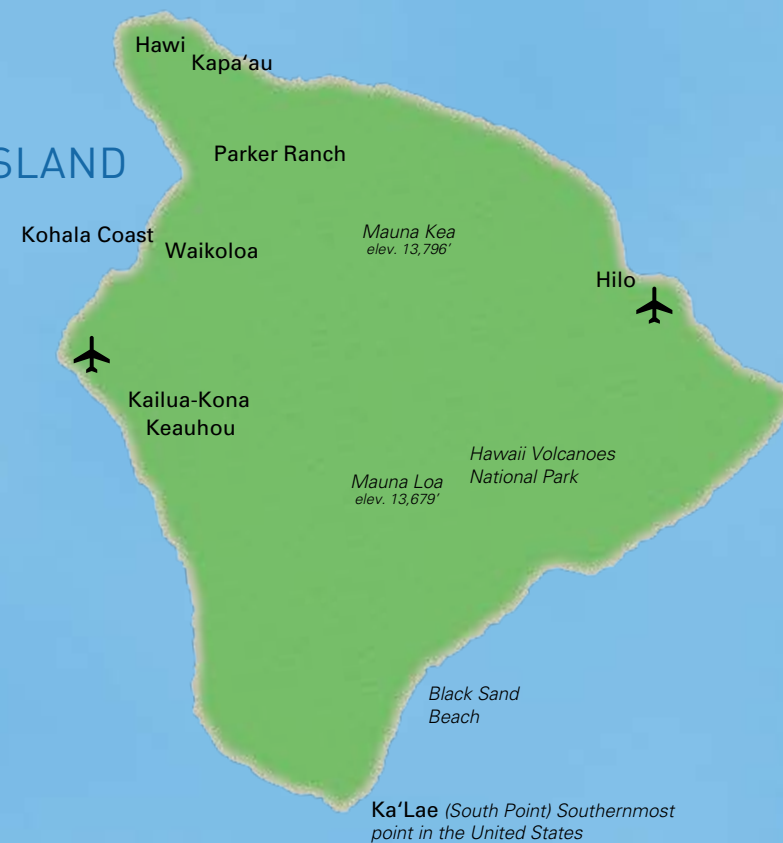 Hawi
Kapa‘au
SLAND
Parker Ranch
Kohala Coast
Waikoloa
Mauna Kea
elev. 13,796’
Hilo
Kailua-Kona
Keauhou
Hawaii Volcanoes
National Park
Mauna Loa
elev. 13,679’
Black Sand
Beach
Ka‘Lae (South Point) Southernmost
point in the United States